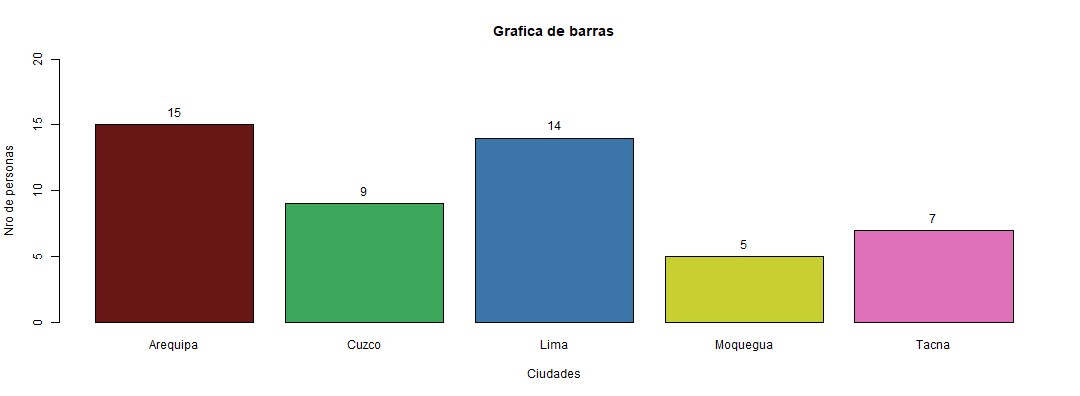 Grafica de barras
Nro de personas
20
15
10
5
0
15
9
14
5
7
Arequipa
Cuzco
Lima
Moquegua
Tacna
Ciudades